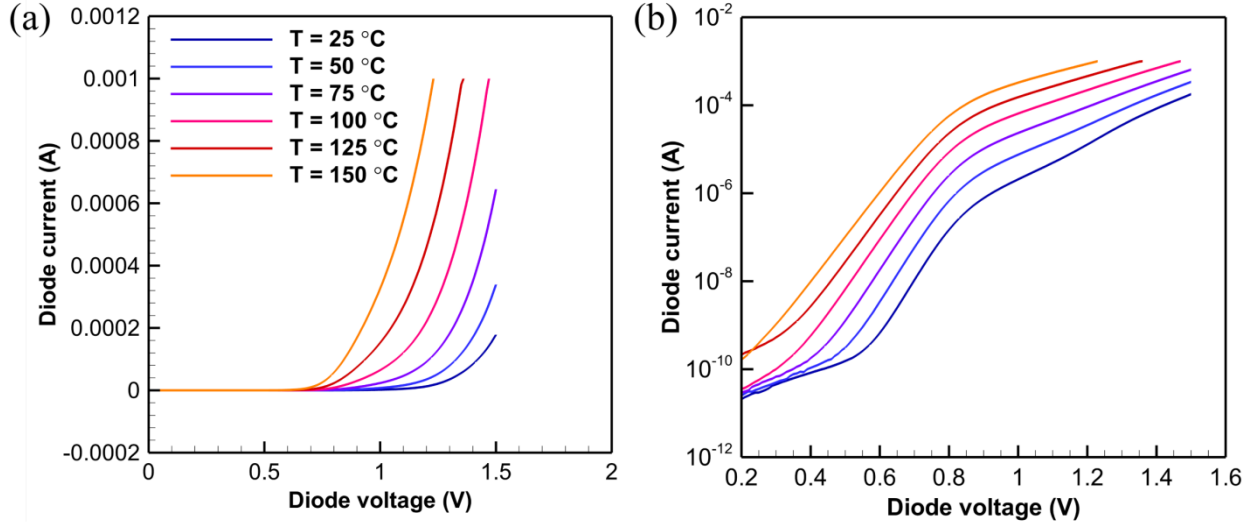 (a)
0.0012
0.001
0.0008
0.0006
0.0004
0.0002
0
-0.0002
Diode current (A)
T = 25 °C
T = 50 °C
T = 75 °C
T = 100 °C
T = 125 °C
T = 150 °C
0 0.5 1 1.5 2
Diode voltage (V)
(b)
10-2
10-4
10-6
10-8
10-10
10-12
Diode current (A)
0.2 0.4 0.6 0.8 1 1.2 1.4 1.6
Diode voltage (V)